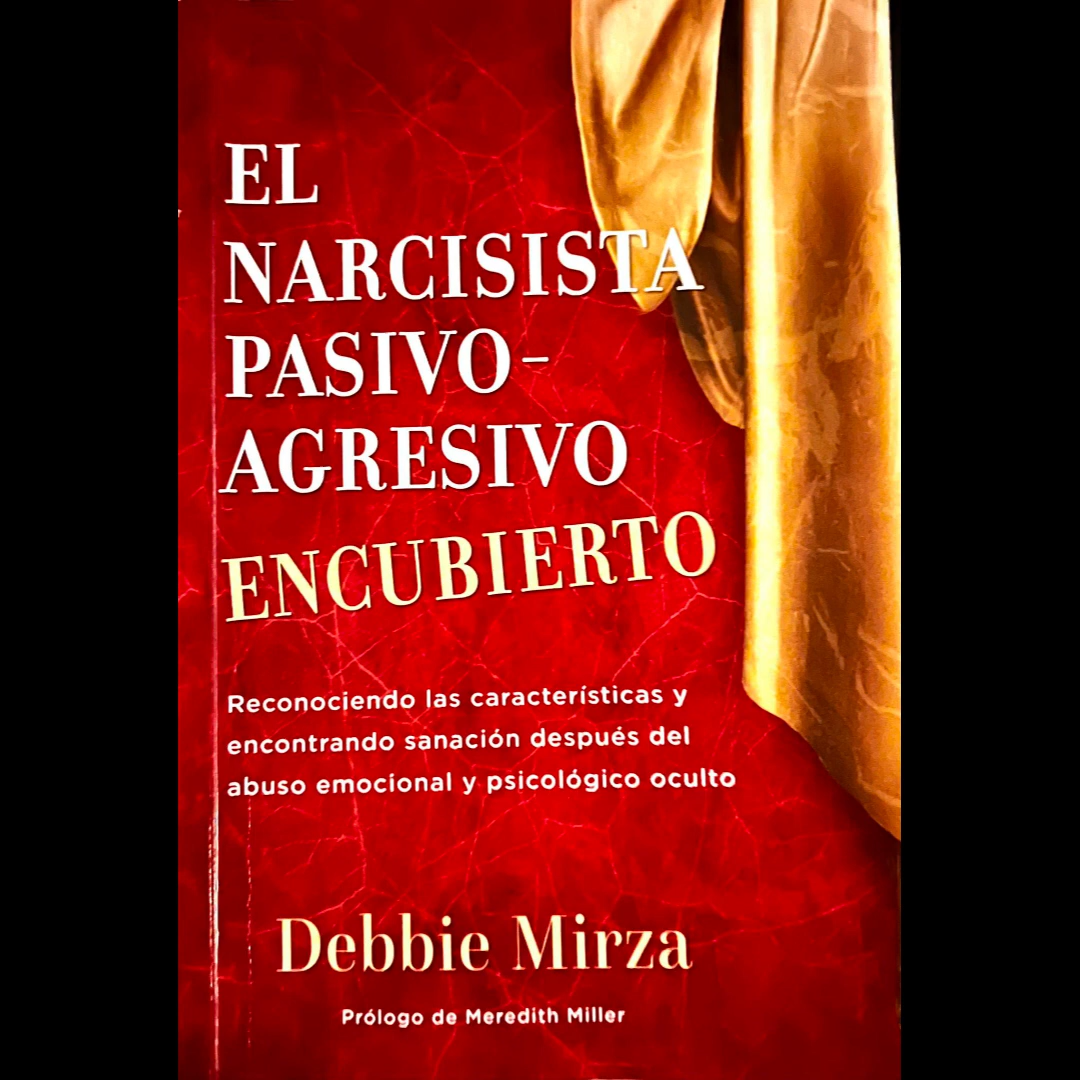 EL
NARCISISTA
PASIVO-
AGRESIVO
ENCUBIERTO
Reconociendo las características y
encontrando sanación después del
abuso emocional y psicológico oculto
Debbie Mirza
Prólogo de Meredith Miller